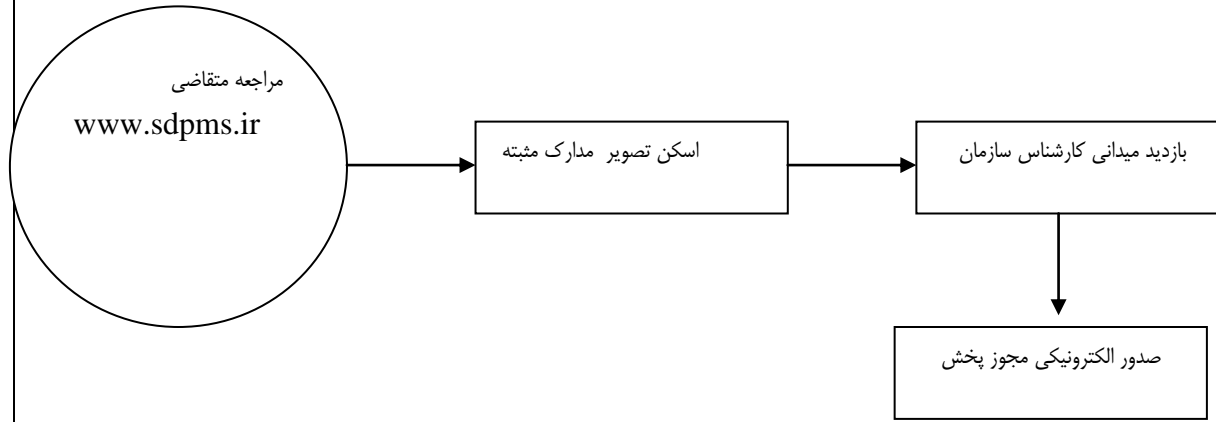 مراجعه متقاضی
www.sdpms.ir
اسکن تصویر مدارک مثبته
بازدید میدانی کارشناس سازمان
صدور الکترونیکی مجوز پخش